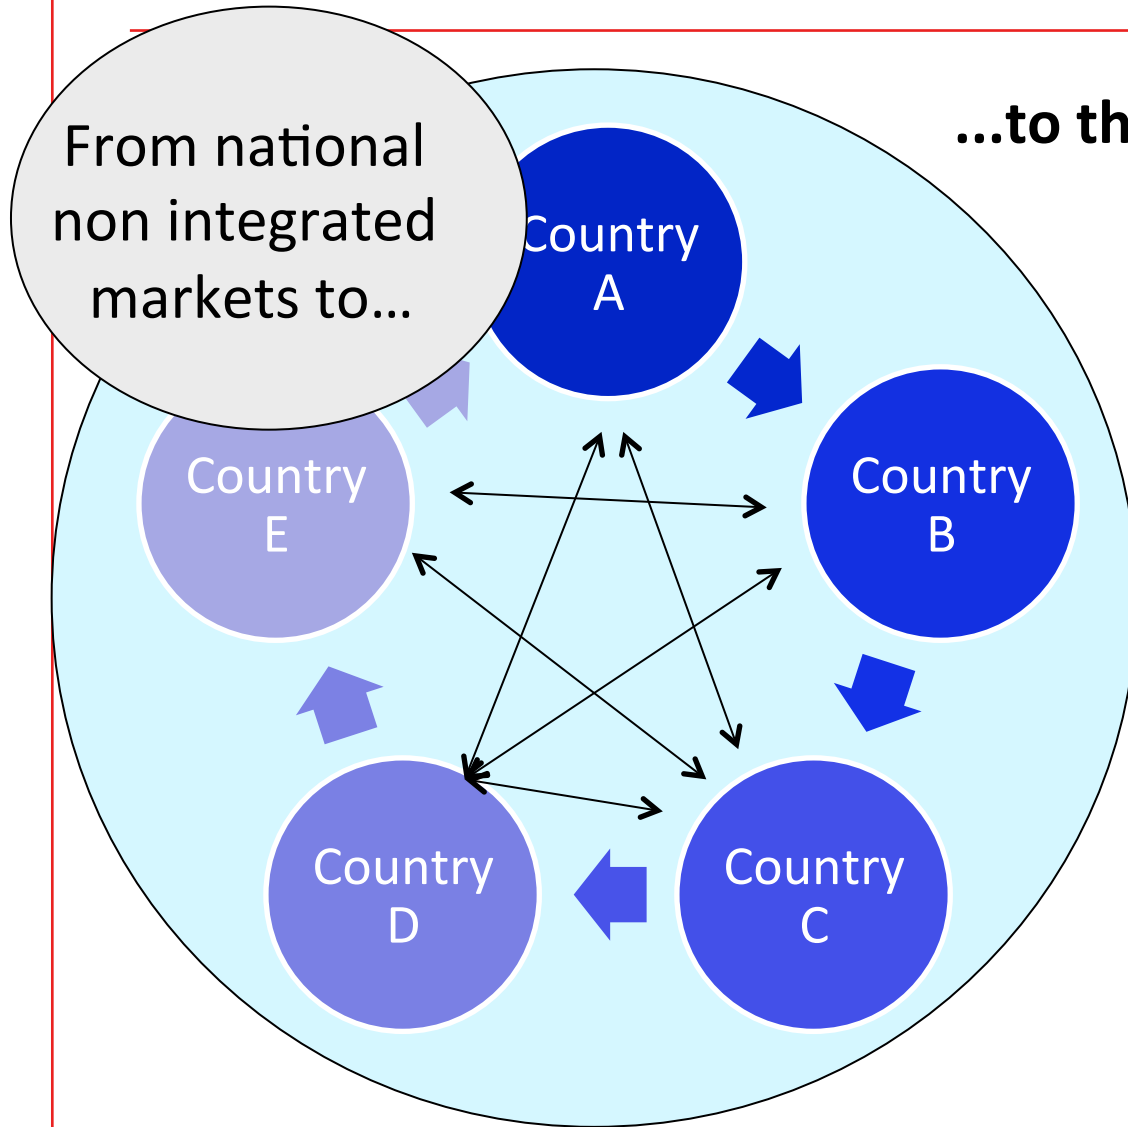 From national
non integrated
markets to...
...to th
Country
A
Country
B
Country
C
Country
D
Country
E